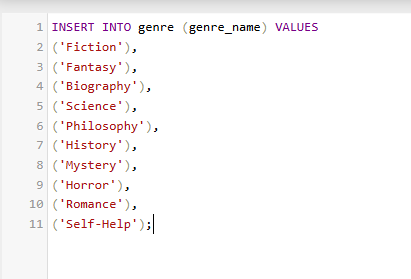 1 INSERT INTO genre (genre_name) VALUES
2 ('Fiction'),
3 ('Fantasy'),
4 ('Biography'),
5 ('Science'),
6 ('Philosophy'),
7 ('History'),
8 ('Mystery'),
9 ('Horror'),
10 ('Romance'),
11 ('Self-Help');